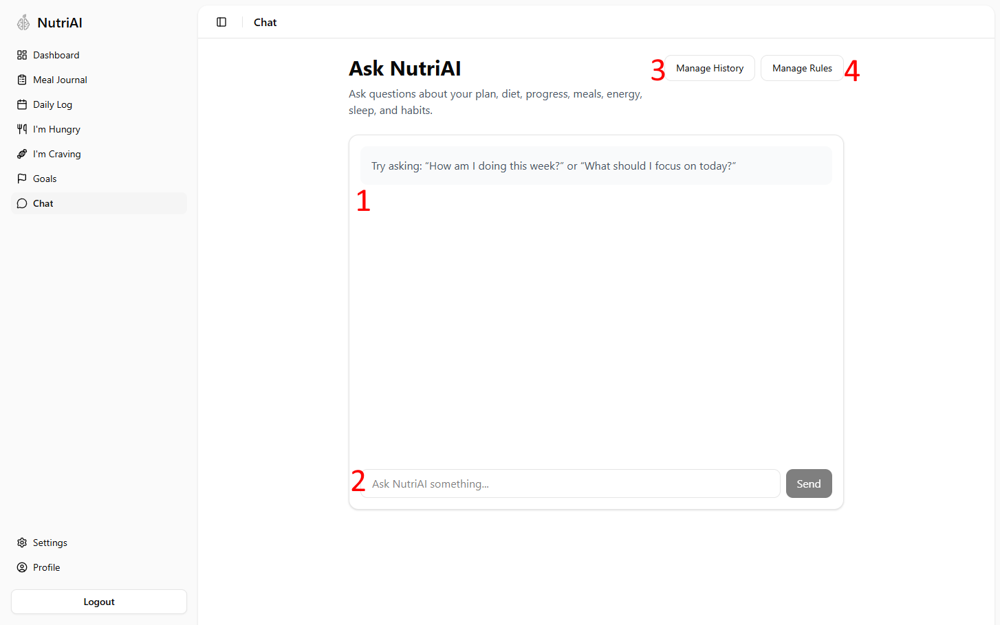 NutriAI
Dashboard
Meal Journal
Daily Log
I'm Hungry
I'm Craving
Goals
Chat
Settings
Profile
Logout
Chat
Ask NutriAI
3 Manage History Manage Rules 4
Ask questions about your plan, diet, progress, meals, energy,
sleep, and habits.
Try asking: “How am I doing this week?” or “What should I focus on today?”
1
2 Ask NutriAI something... Send